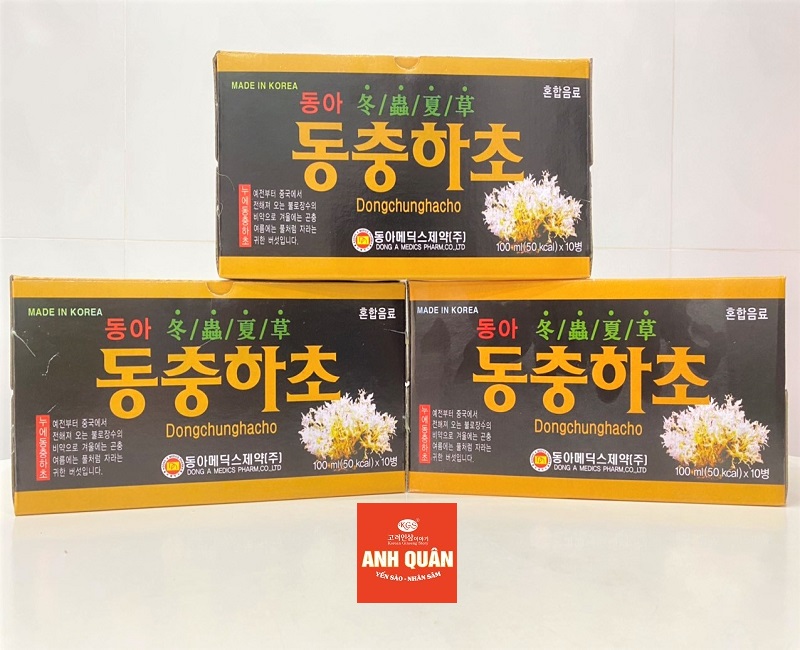 MADE IN KOREA
혼합음료
동아 冬/蟲/夏/草
동충하초
Dongchunghacho
누에동충하초
예전부터 중국에서
전해져 오는 불로장수의
비약으로 겨울에는 곤충
여름에는 풀처럼 자라는
귀한 버섯입니다.
동아메딕스제약(주)
DONG A MEDICS PHARM.CO.,LTD
100 ml(50 kcal) x 10병
MADE IN KOREA
혼합음료
동아 冬/蟲/夏/草
동충하초
Dongchunghacho
누에동충하초
예전부터 중국에서
전해져 오는 불로장수의
비약으로 겨울에는 곤충
여름에는 풀처럼 자라는
귀한 버섯입니다.
동아메딕스제약(주)
DONG A MEDICS PHARM.CO.,LTD
100 ml(50 kcal) x 10병
MADE IN KOREA
혼합음료
동아 冬/蟲/夏/草
동충하초
Dongchunghacho
누에동충하초
예전부터 중국에서
전해져 오는 불로장수의
비약으로 겨울에는 곤충
여름에는 풀처럼 자라는
귀한 버섯입니다.
동아메딕스제약(주)
DONG A MEDICS PHARM.CO.,LTD
100 ml(50 kcal) x 10병
KGS
고려인삼이야기
Korean Ginseng Store
ANH QUÂN
YẾN SÀO - NHÂN SÂM